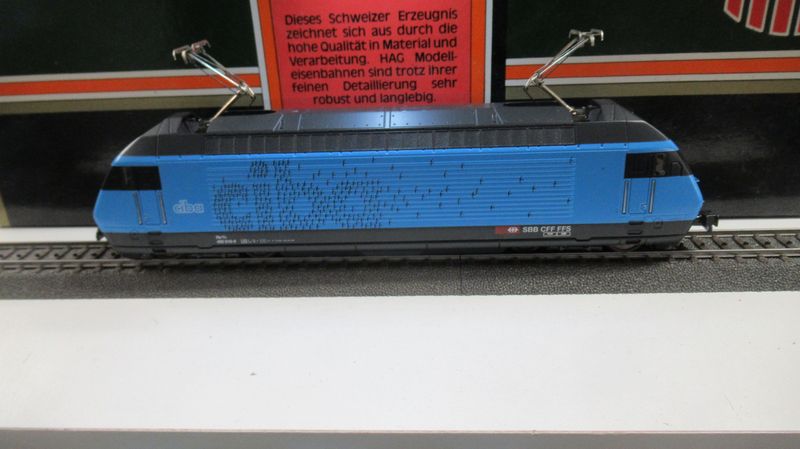 Dieses Schweizer Erzeugnis
zeichnet sich aus durch die
hohe Qualität in Material und
Verarbeitung. HAG Modell-
eisenbahnen sind trotz ihrer
feinen Detaillierung sehr
robust und langlebig.
ciba
ciba
SBB CFF FFS